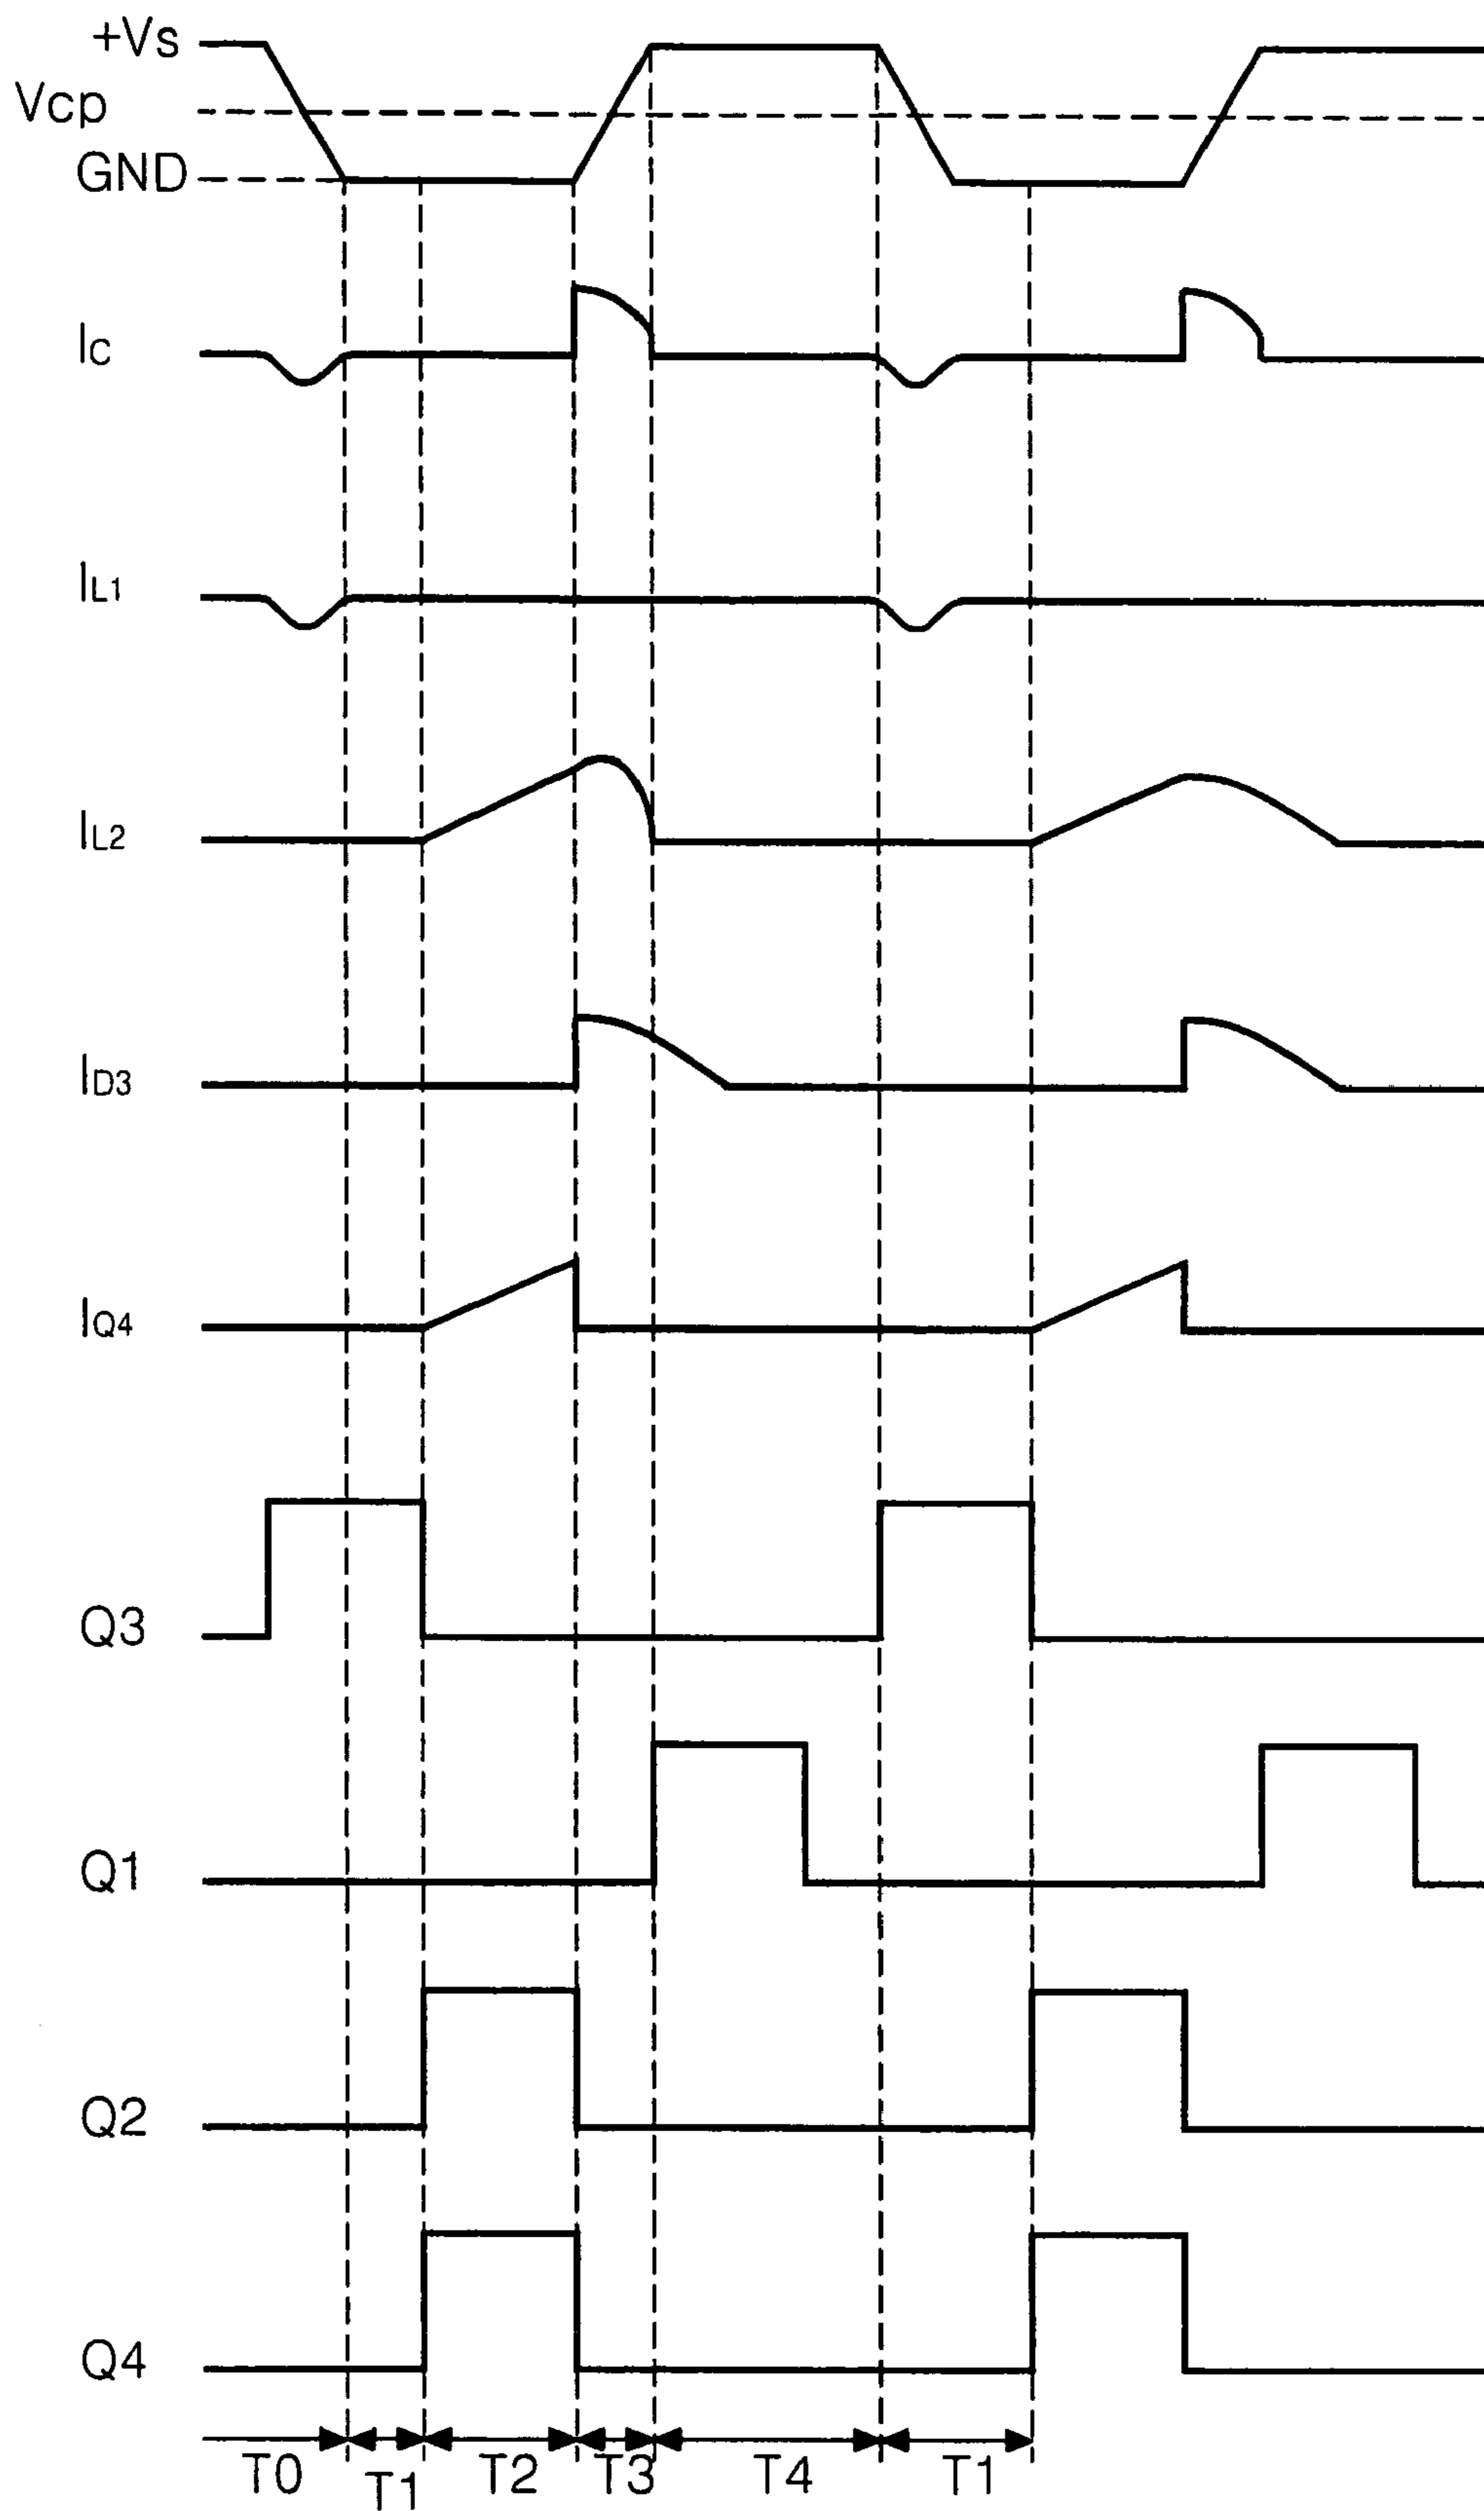 +Vs
Vcp
GND
IC
IL1
IL2
ID3
IQ4
Q3
Q1
Q2
Q4
T0 T1 T2 T3 T4 T1